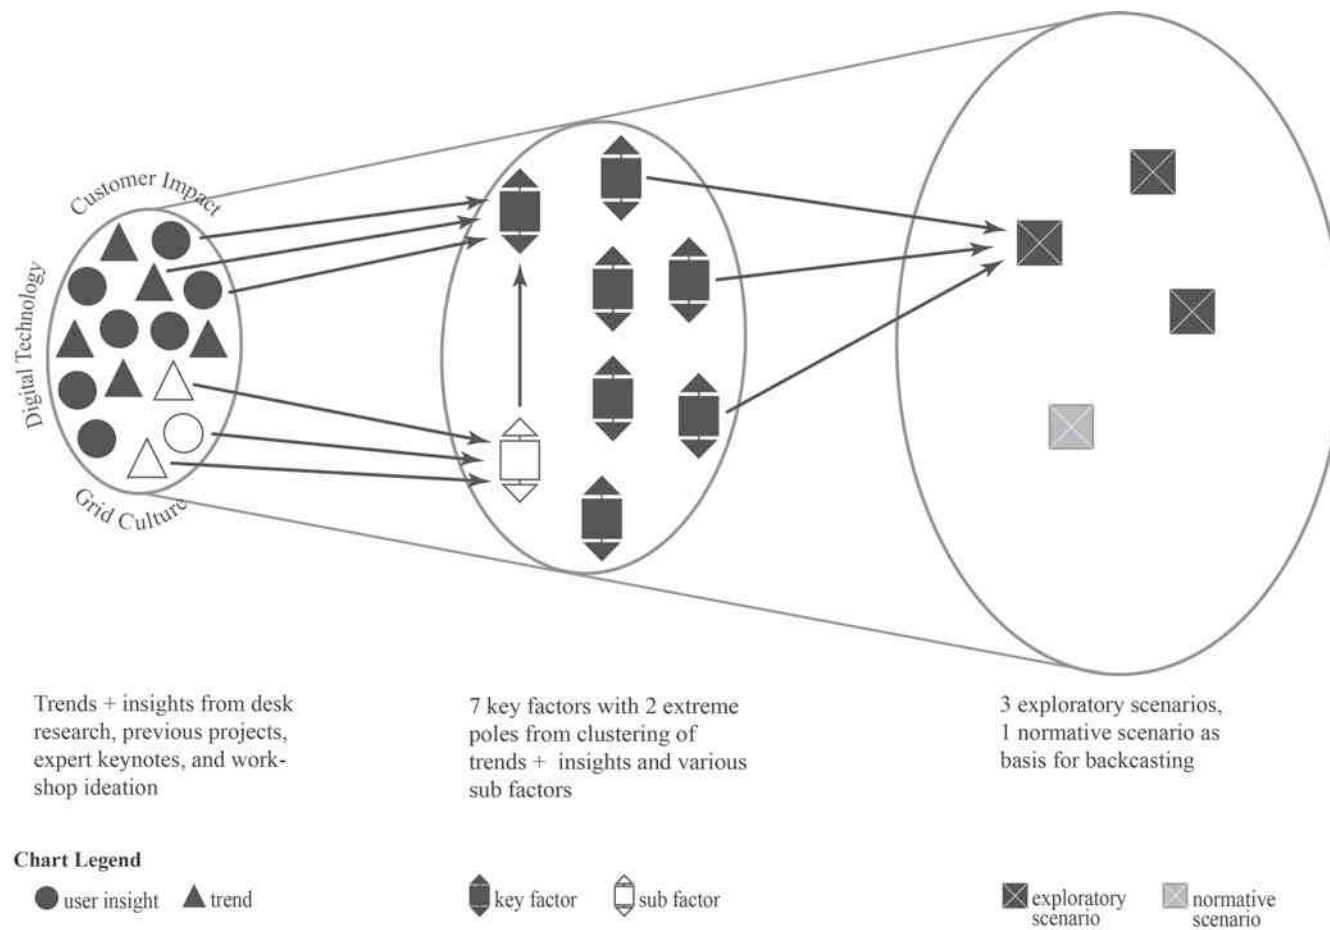 Customer Impact
Digital Technology
Grid Culture
Trends + insights from desk
research, previous projects,
expert keynotes, and work-
shop ideation
7 key factors with 2 extreme
poles from clustering of
trends + insights and various
sub factors
3 exploratory scenarios,
1 normative scenario as
basis for backcasting
Chart Legend
user insight
trend
key factor
sub factor
exploratory
scenario
normative
scenario